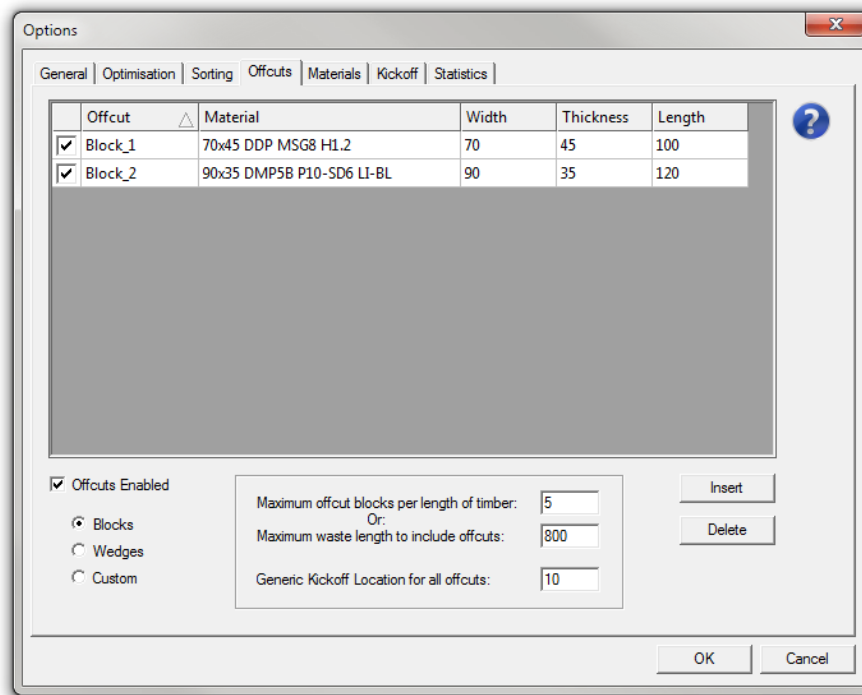 Options
General Optimisation Sorting Offcuts Materials Kickoff Statistics
Offcut Material Width Thickness Length
Block_1 70x45 DDP MSG8 H1.2 70 45 100
Block_2 90x35 DMP5B P10-SD6 LI-BL 90 35 120
Offcuts Enabled
Blocks
Wedges
Custom
Maximum offcut blocks per length of timber: 5
Or:
Maximum waste length to include offcuts: 800
Generic Kickoff Location for all offcuts: 10
Insert
Delete
OK Cancel